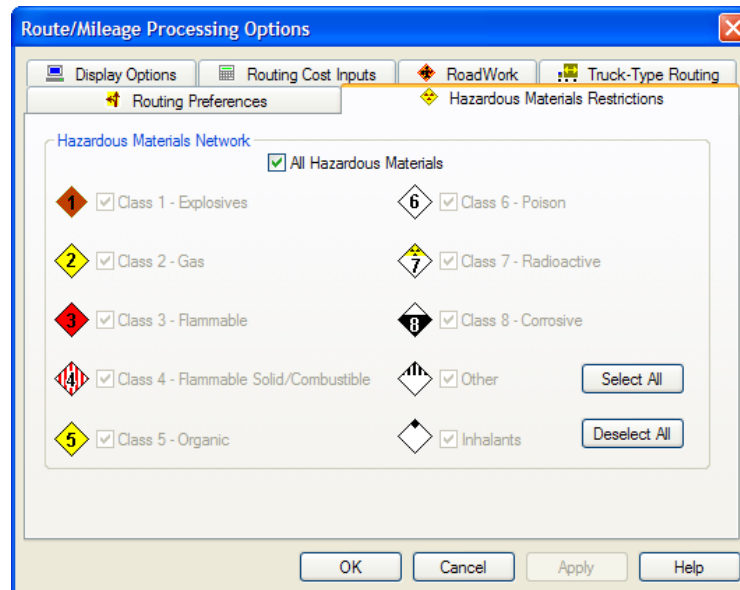 Route/Mileage Processing Options
Display Options
Routing Cost Inputs
RoadWork
Truck-Type Routing
Routing Preferences
Hazardous Materials Restrictions
Hazardous Materials Network
All Hazardous Materials
1 Class 1 - Explosives
6 Class 6 - Poison
2 Class 2 - Gas
7 Class 7 - Radioactive
3 Class 3 - Flammable
8 Class 8 - Corrosive
4 Class 4 - Flammable Solid/Combustible
Other
Select All
5 Class 5 - Organic
Inhalants
Deselect All
OK
Cancel
Apply
Help